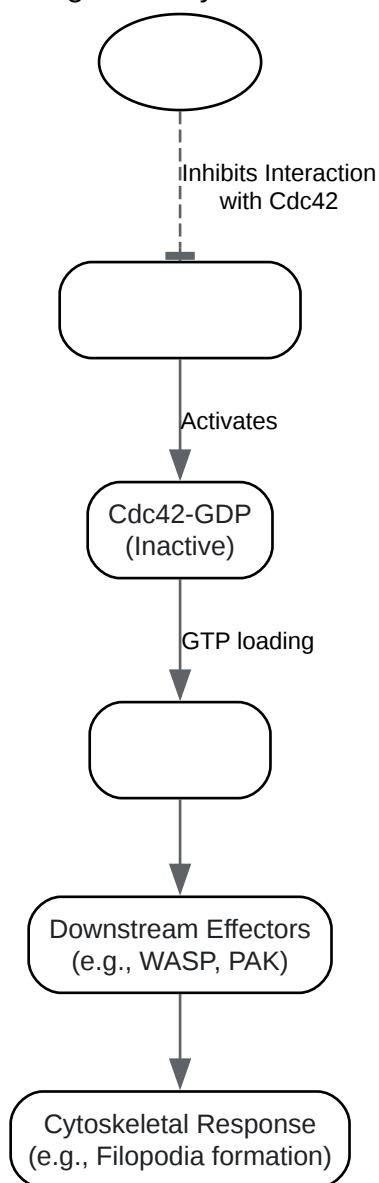 Inhibits Interaction
with Cdc42
Activates
Cdc42-GDP
(Inactive)
GTP loading
Downstream Effectors
(e.g., WASP, PAK)
Cytoskeletal Response
(e.g., Filopodia formation)